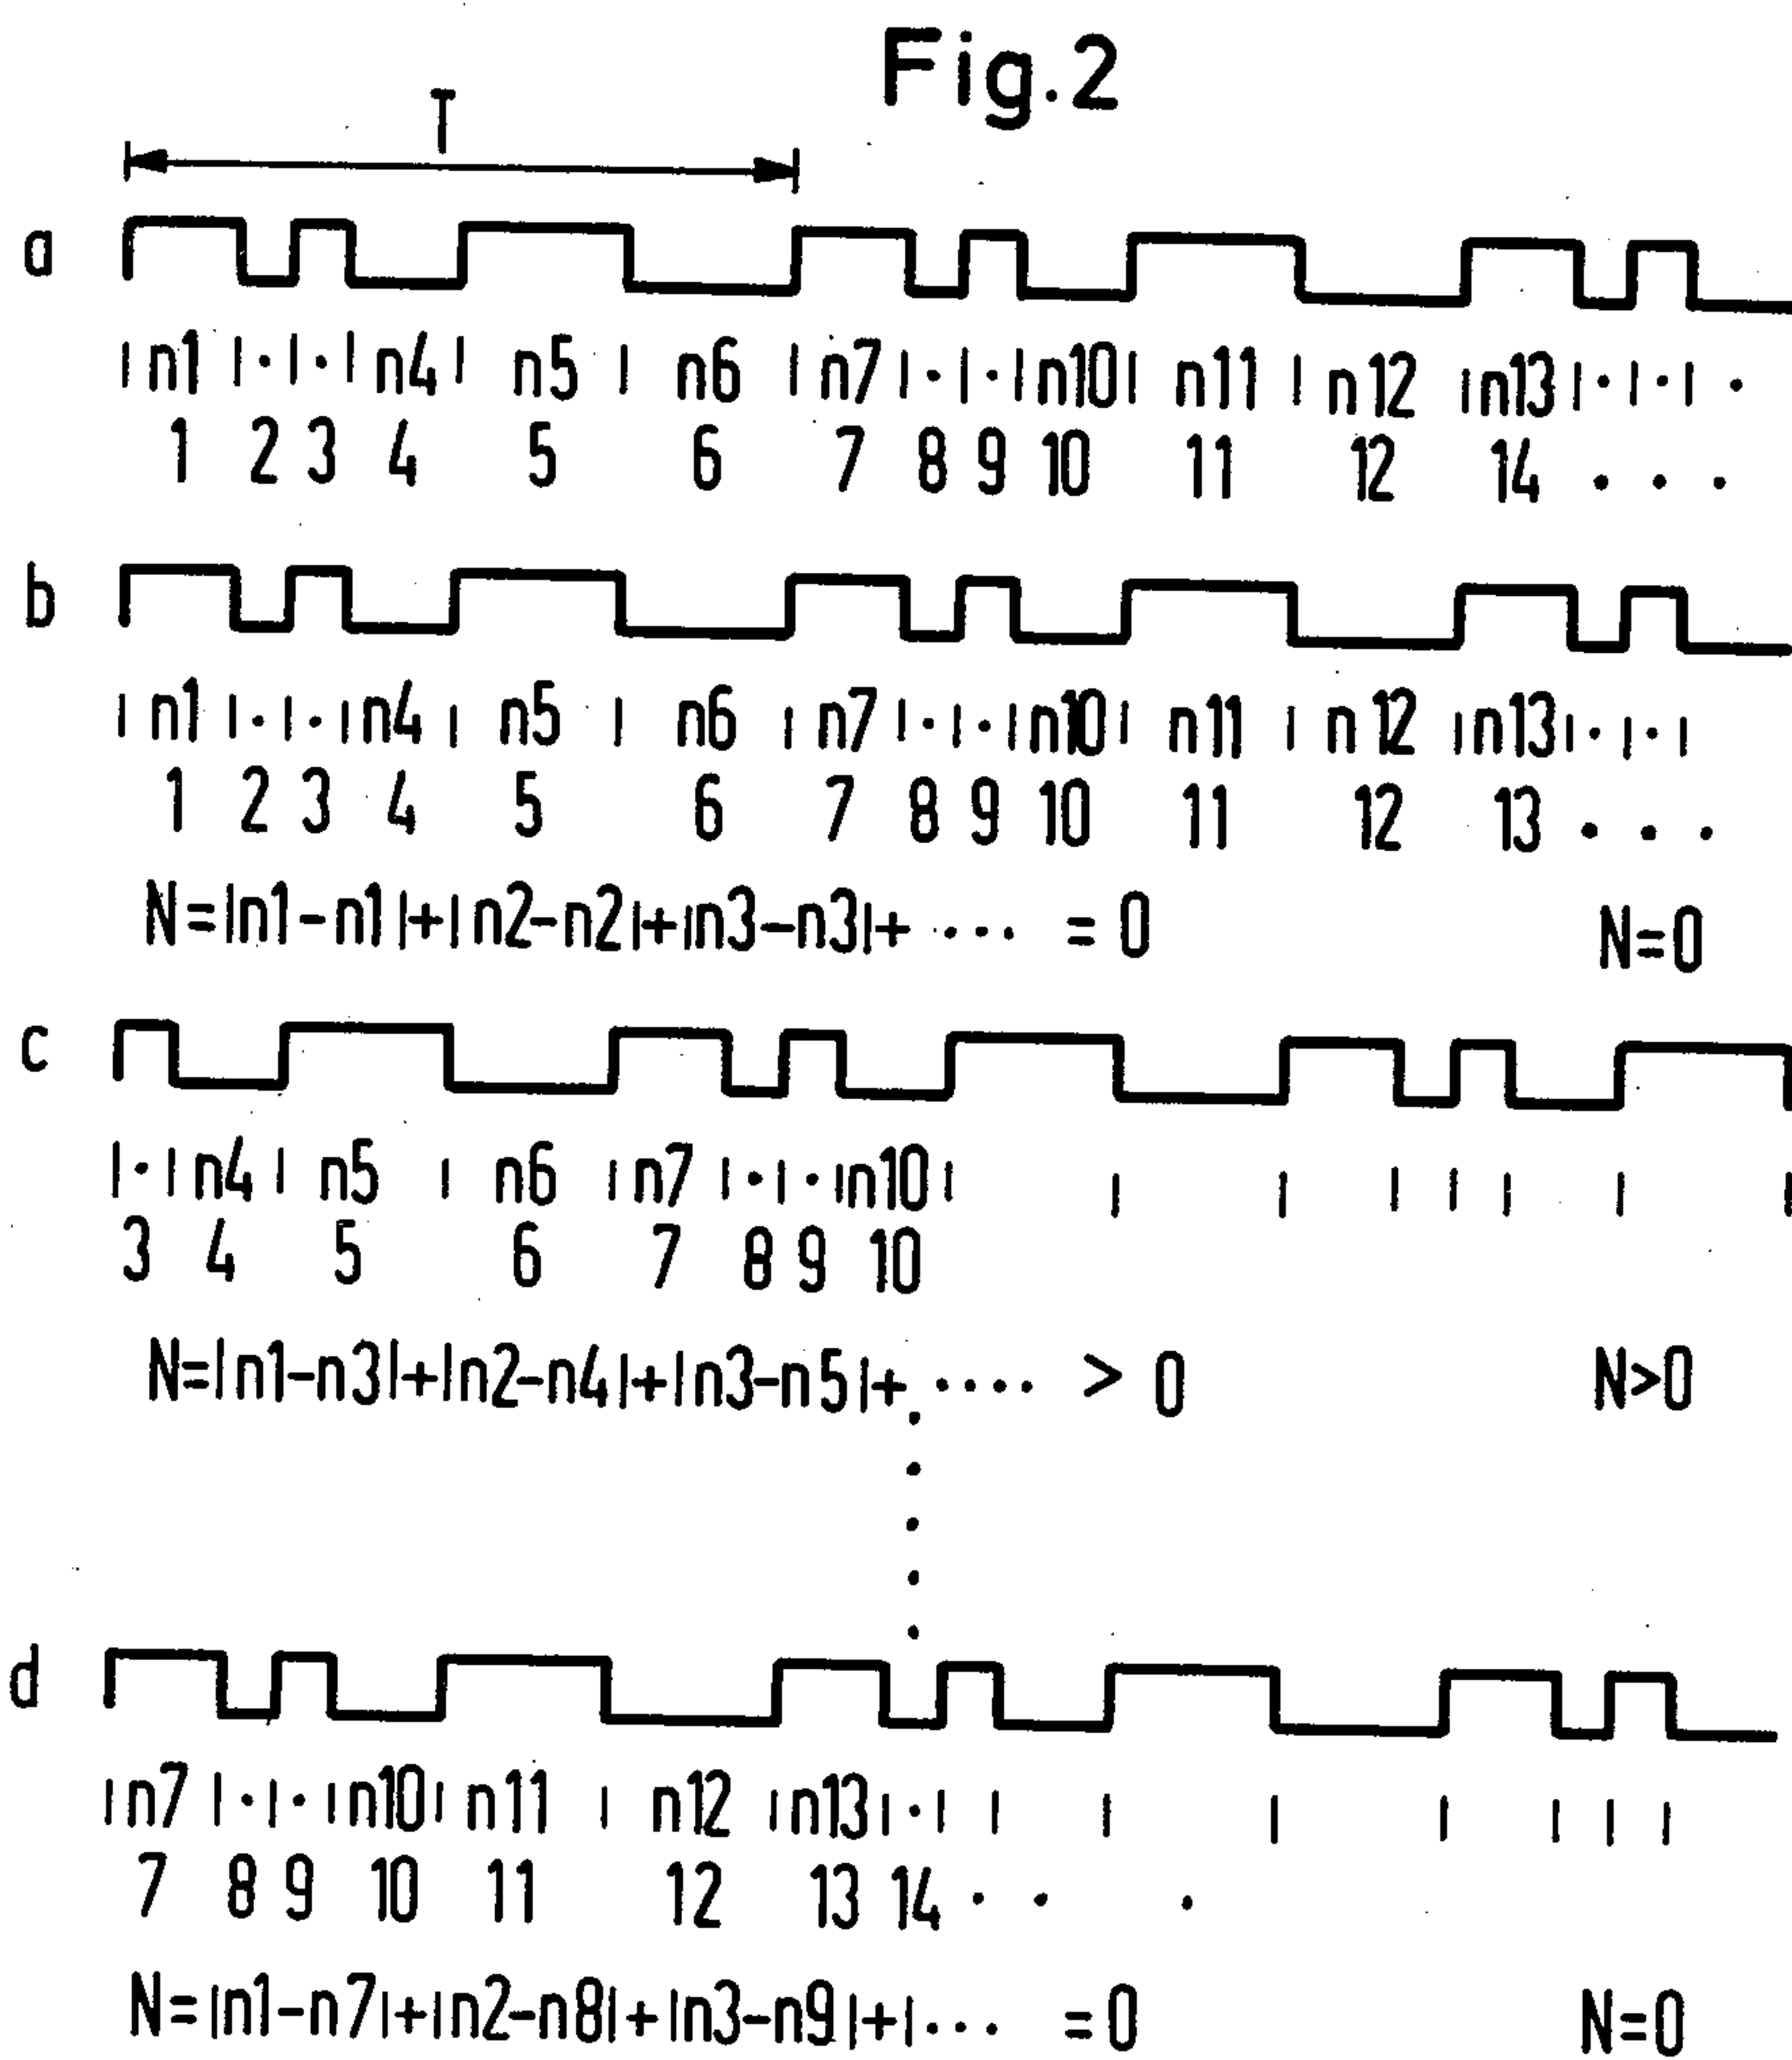 Fig.2
T
a
|n1|·|·|n4| n5 | n6 |n7|·|·|n10| n11 | n12 |n13|·|·|·
1 2 3 4 5 6 7 8 9 10 11 12 14 . . .
b
|n1|·|·|n4| n5 | n6 |n7|·|·|n10| n11 | n12 |n13|·|·|
1 2 3 4 5 6 7 8 9 10 11 12 13 . . .
N=|n1-n1|+|n2-n2|+|n3-n3|+ ···· = 0 N=0
c
|·|n4| n5 | n6 |n7|·|·|n10| | | | | | | |
3 4 5 6 7 8 9 10
N=|n1-n3|+|n2-n4|+|n3-n5|+ ···· > 0 N>0
d
|n7|·|·|n10| n11 | n12 |n13|·| | | | | | | |
7 8 9 10 11 12 13 14 . . .
N=|n1-n7|+|n2-n8|+|n3-n9|+|··· =0 N=0